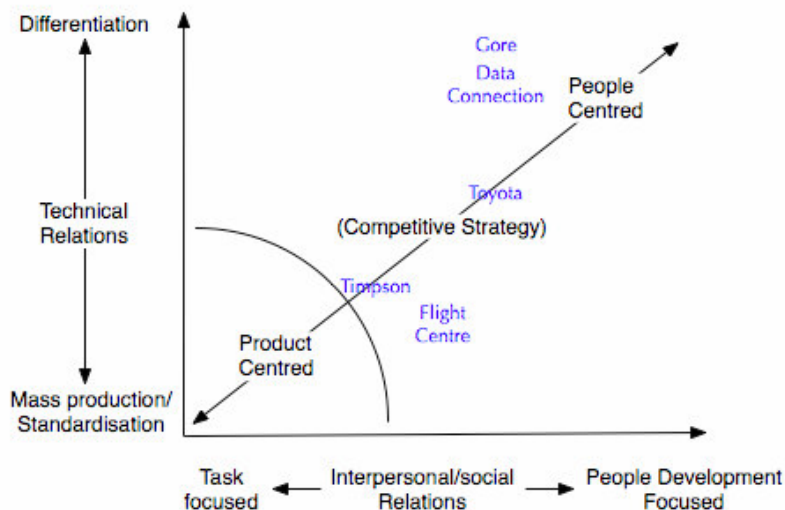 Differentiation
Gore
Data
Connection
People
Centred
Toyota
Technical
Relations
(Competitive Strategy)
Timpson
Flight
Centre
Product
Centred
Mass production/
Standardisation
Task
focused
Interpersonal/social
Relations
People Development
Focused